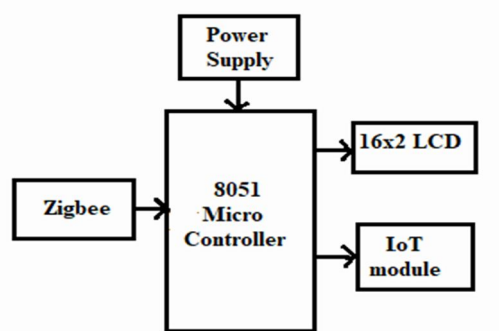 Power
Supply
16x2 LCD
Zigbee
8051
Micro
Controller
IoT
module